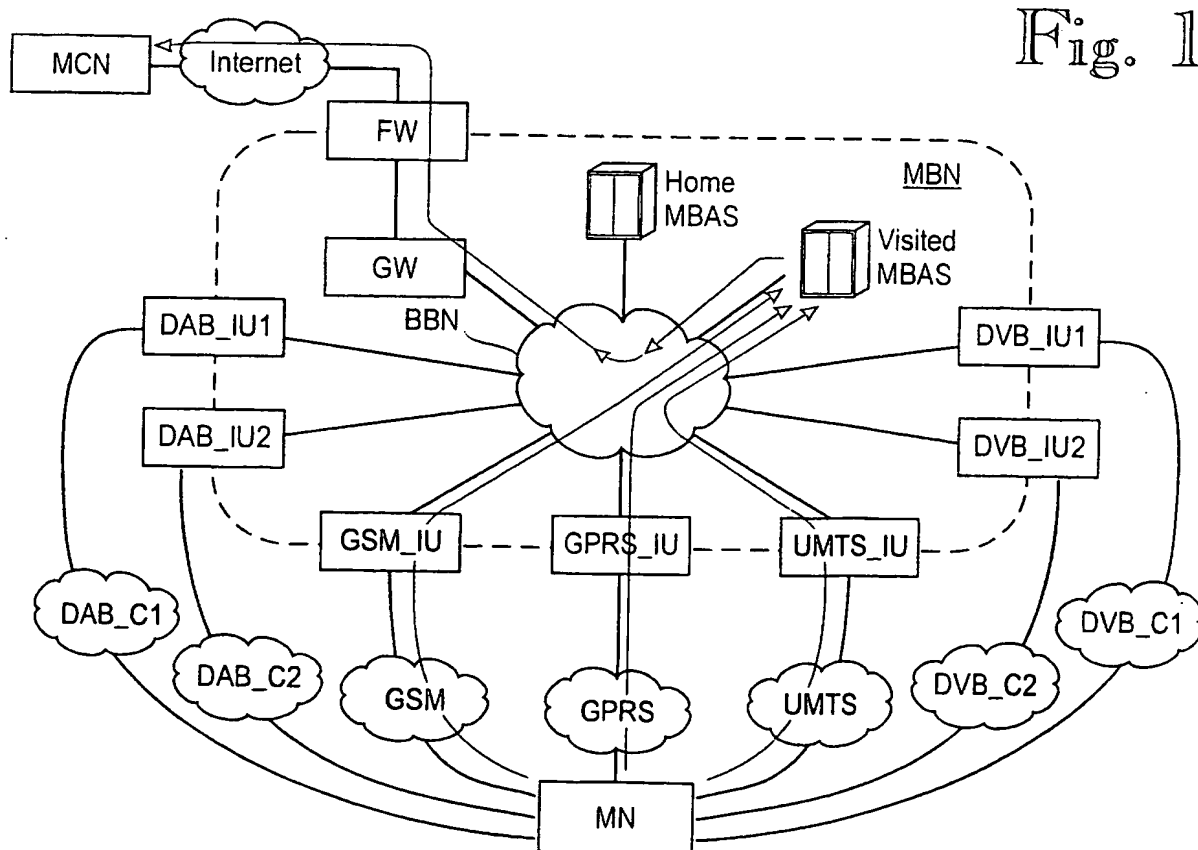 Fig. 1
MCN
Internet
FW
MBN
Home
MBAS
Visited
MBAS
GW
BBN
DAB_IU1
DVB_IU1
DAB_IU2
DVB_IU2
GSM_IU
GPRS_IU
UMTS_IU
DAB_C1
DVB_C1
DAB_C2
GSM
GPRS
UMTS
DVB_C2
MN